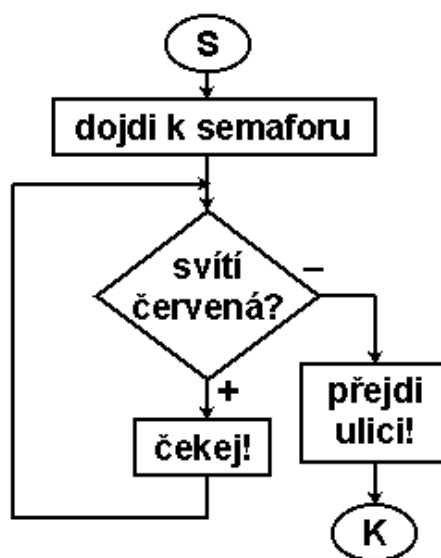 S
dojdi k semaforu
svítí
červená?
–
+
čekej!
přejdi
ulici!
K